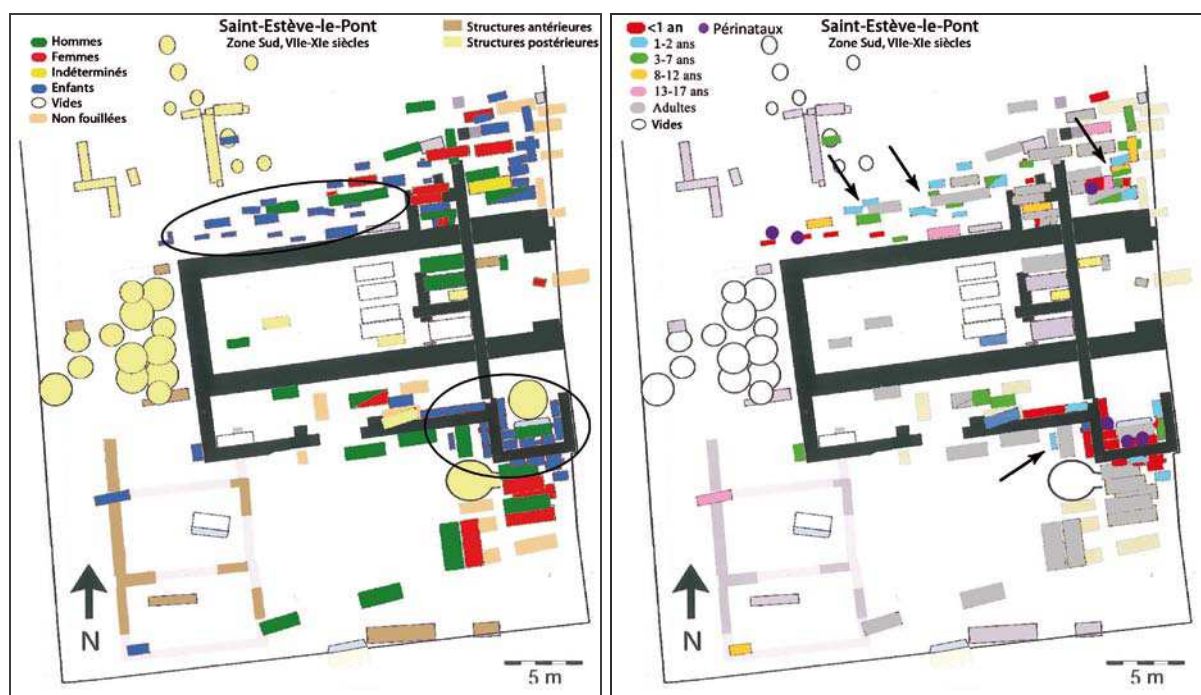 Saint-Estève-le-Pont
Zone Sud, VIIe-XIe siècles
Hommes
Femmes
Indéterminés
Enfants
Vides
Non fouillées
Structures antérieures
Structures postérieures
N
5 m
Saint-Estève-le-Pont
Zone Sud, VIIe-XIe siècles
<1 an
Périnataux
1-2 ans
3-7 ans
8-12 ans
13-17 ans
Adultes
Vides
N
5 m